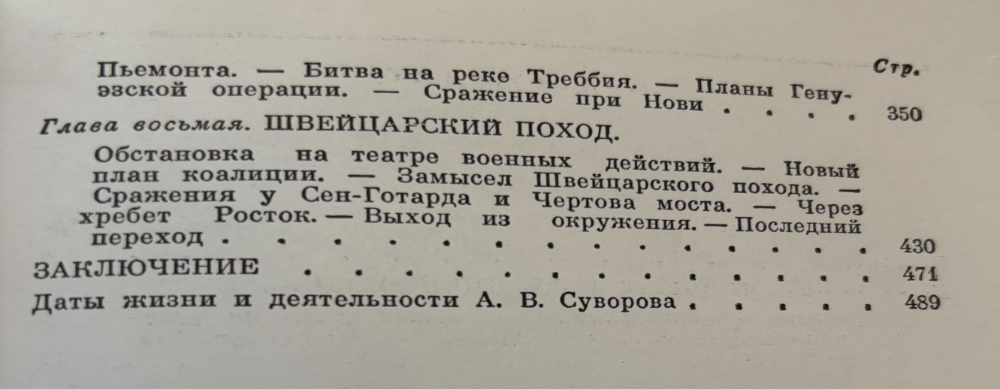 Стр.
Пьемонта. — Битва на реке Треббия. — Планы Гену-
эзской операции. — Сражение при Нови . . . . 350
Глава восьмая. ШВЕЙЦАРСКИЙ ПОХОД.
Обстановка на театре военных действий. — Новый
план коалиции. — Замысел Швейцарского похода. —
Сражения у Сен-Готарда и Чертова моста. — Через
хребет Росток. — Выход из окружения. — Последний
переход . . . . . . . . . . . . . . 430
ЗАКЛЮЧЕНИЕ . . . . . . . . . . . . 471
Даты жизни и деятельности А. В. Суворова . . . . . 489